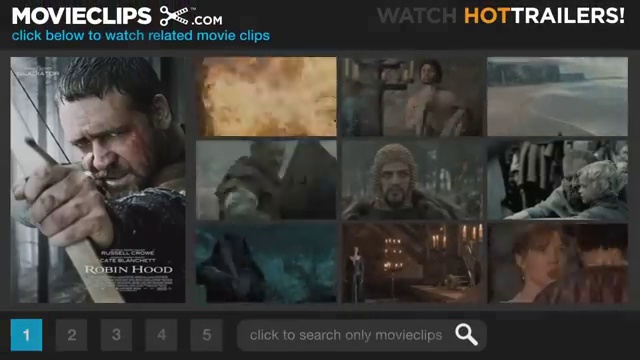 MOVIECLIPS.COM
WATCH HOTTRAILERS!
click below to watch related movie clips
GLADIATOR
RUSSELL CROWE
CATE BLANCHETT
ROBIN HOOD
1 2 3 4 5
click to search only movieclips